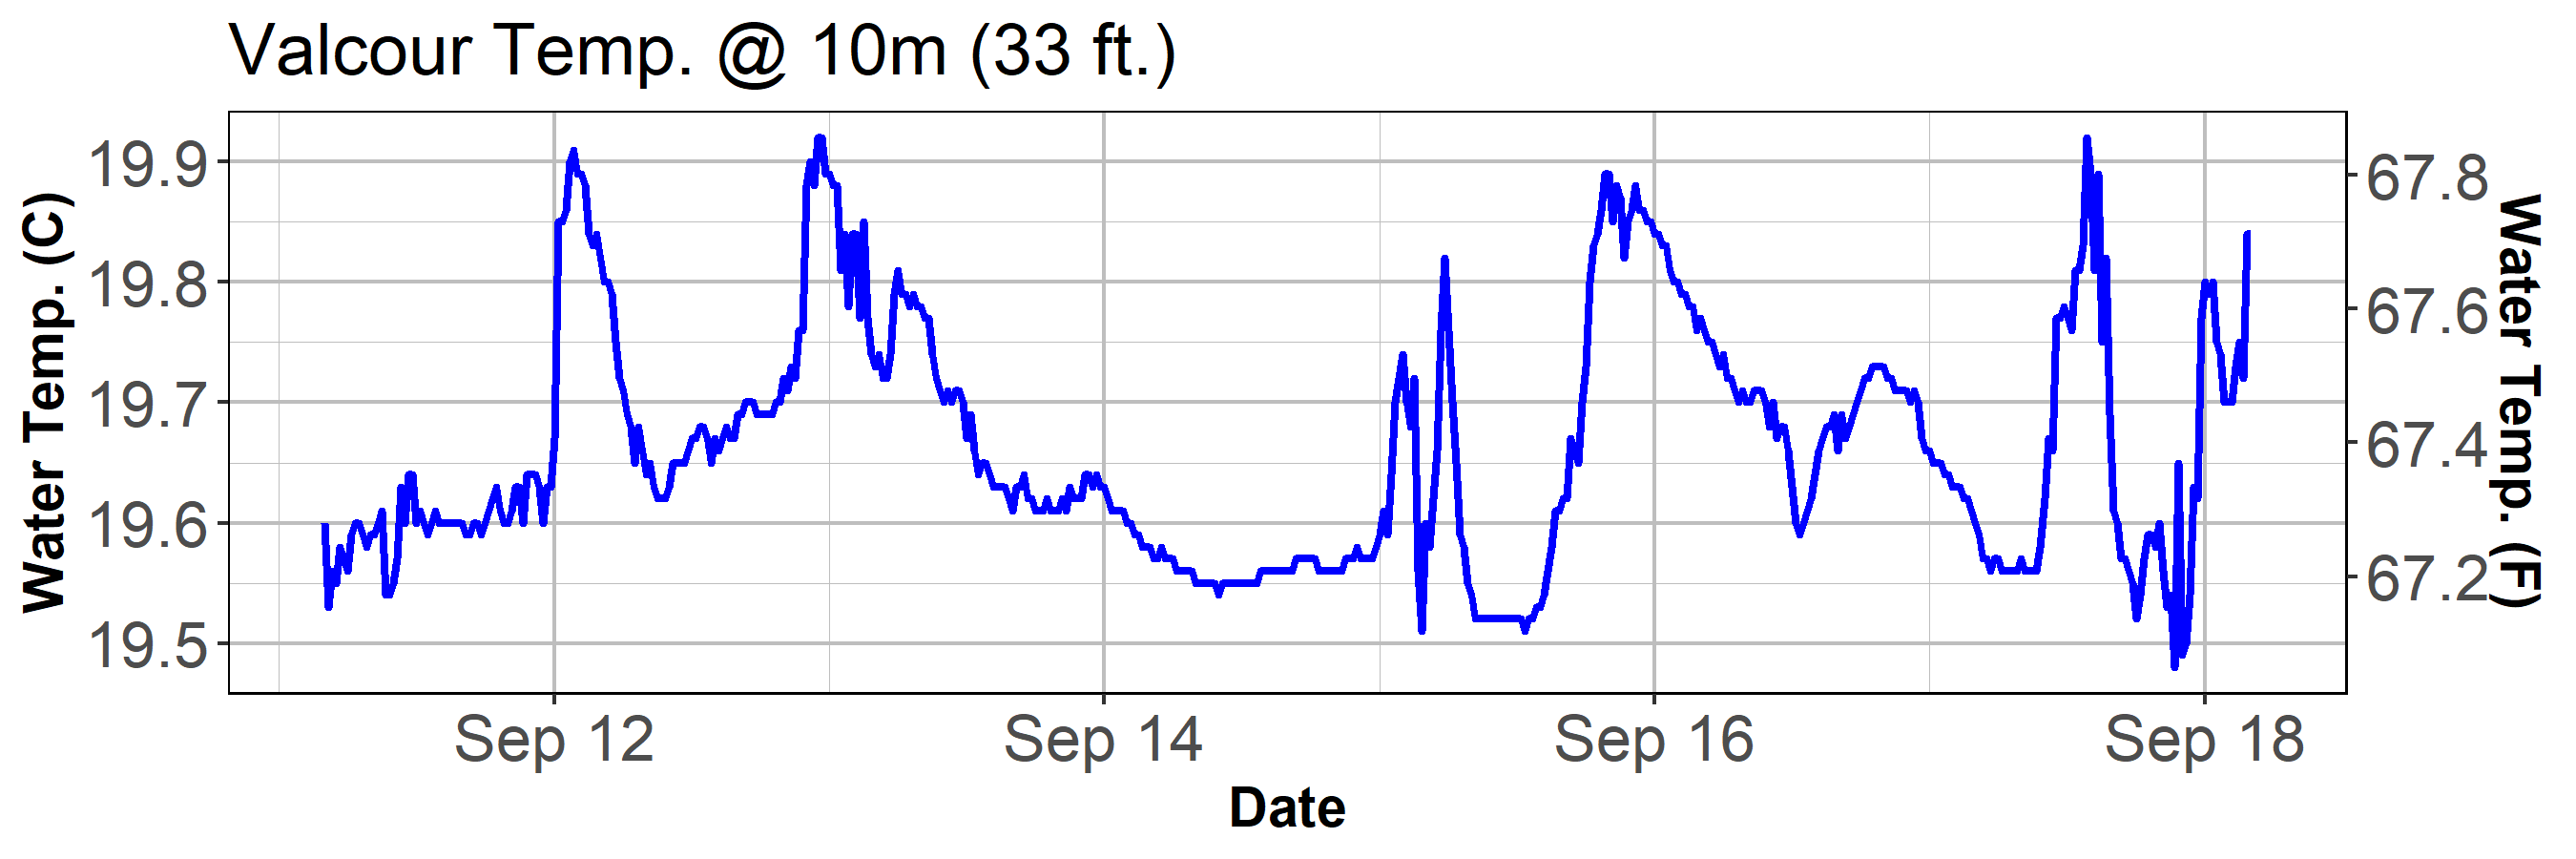 Valcour Temp. @ 10m (33 ft.)
Water Temp. (C)
19.9
19.8
19.7
19.6
19.5
67.8
67.6
67.4
67.2
Water Temp. (F)
Sep 12 Sep 14 Sep 16 Sep 18
Date